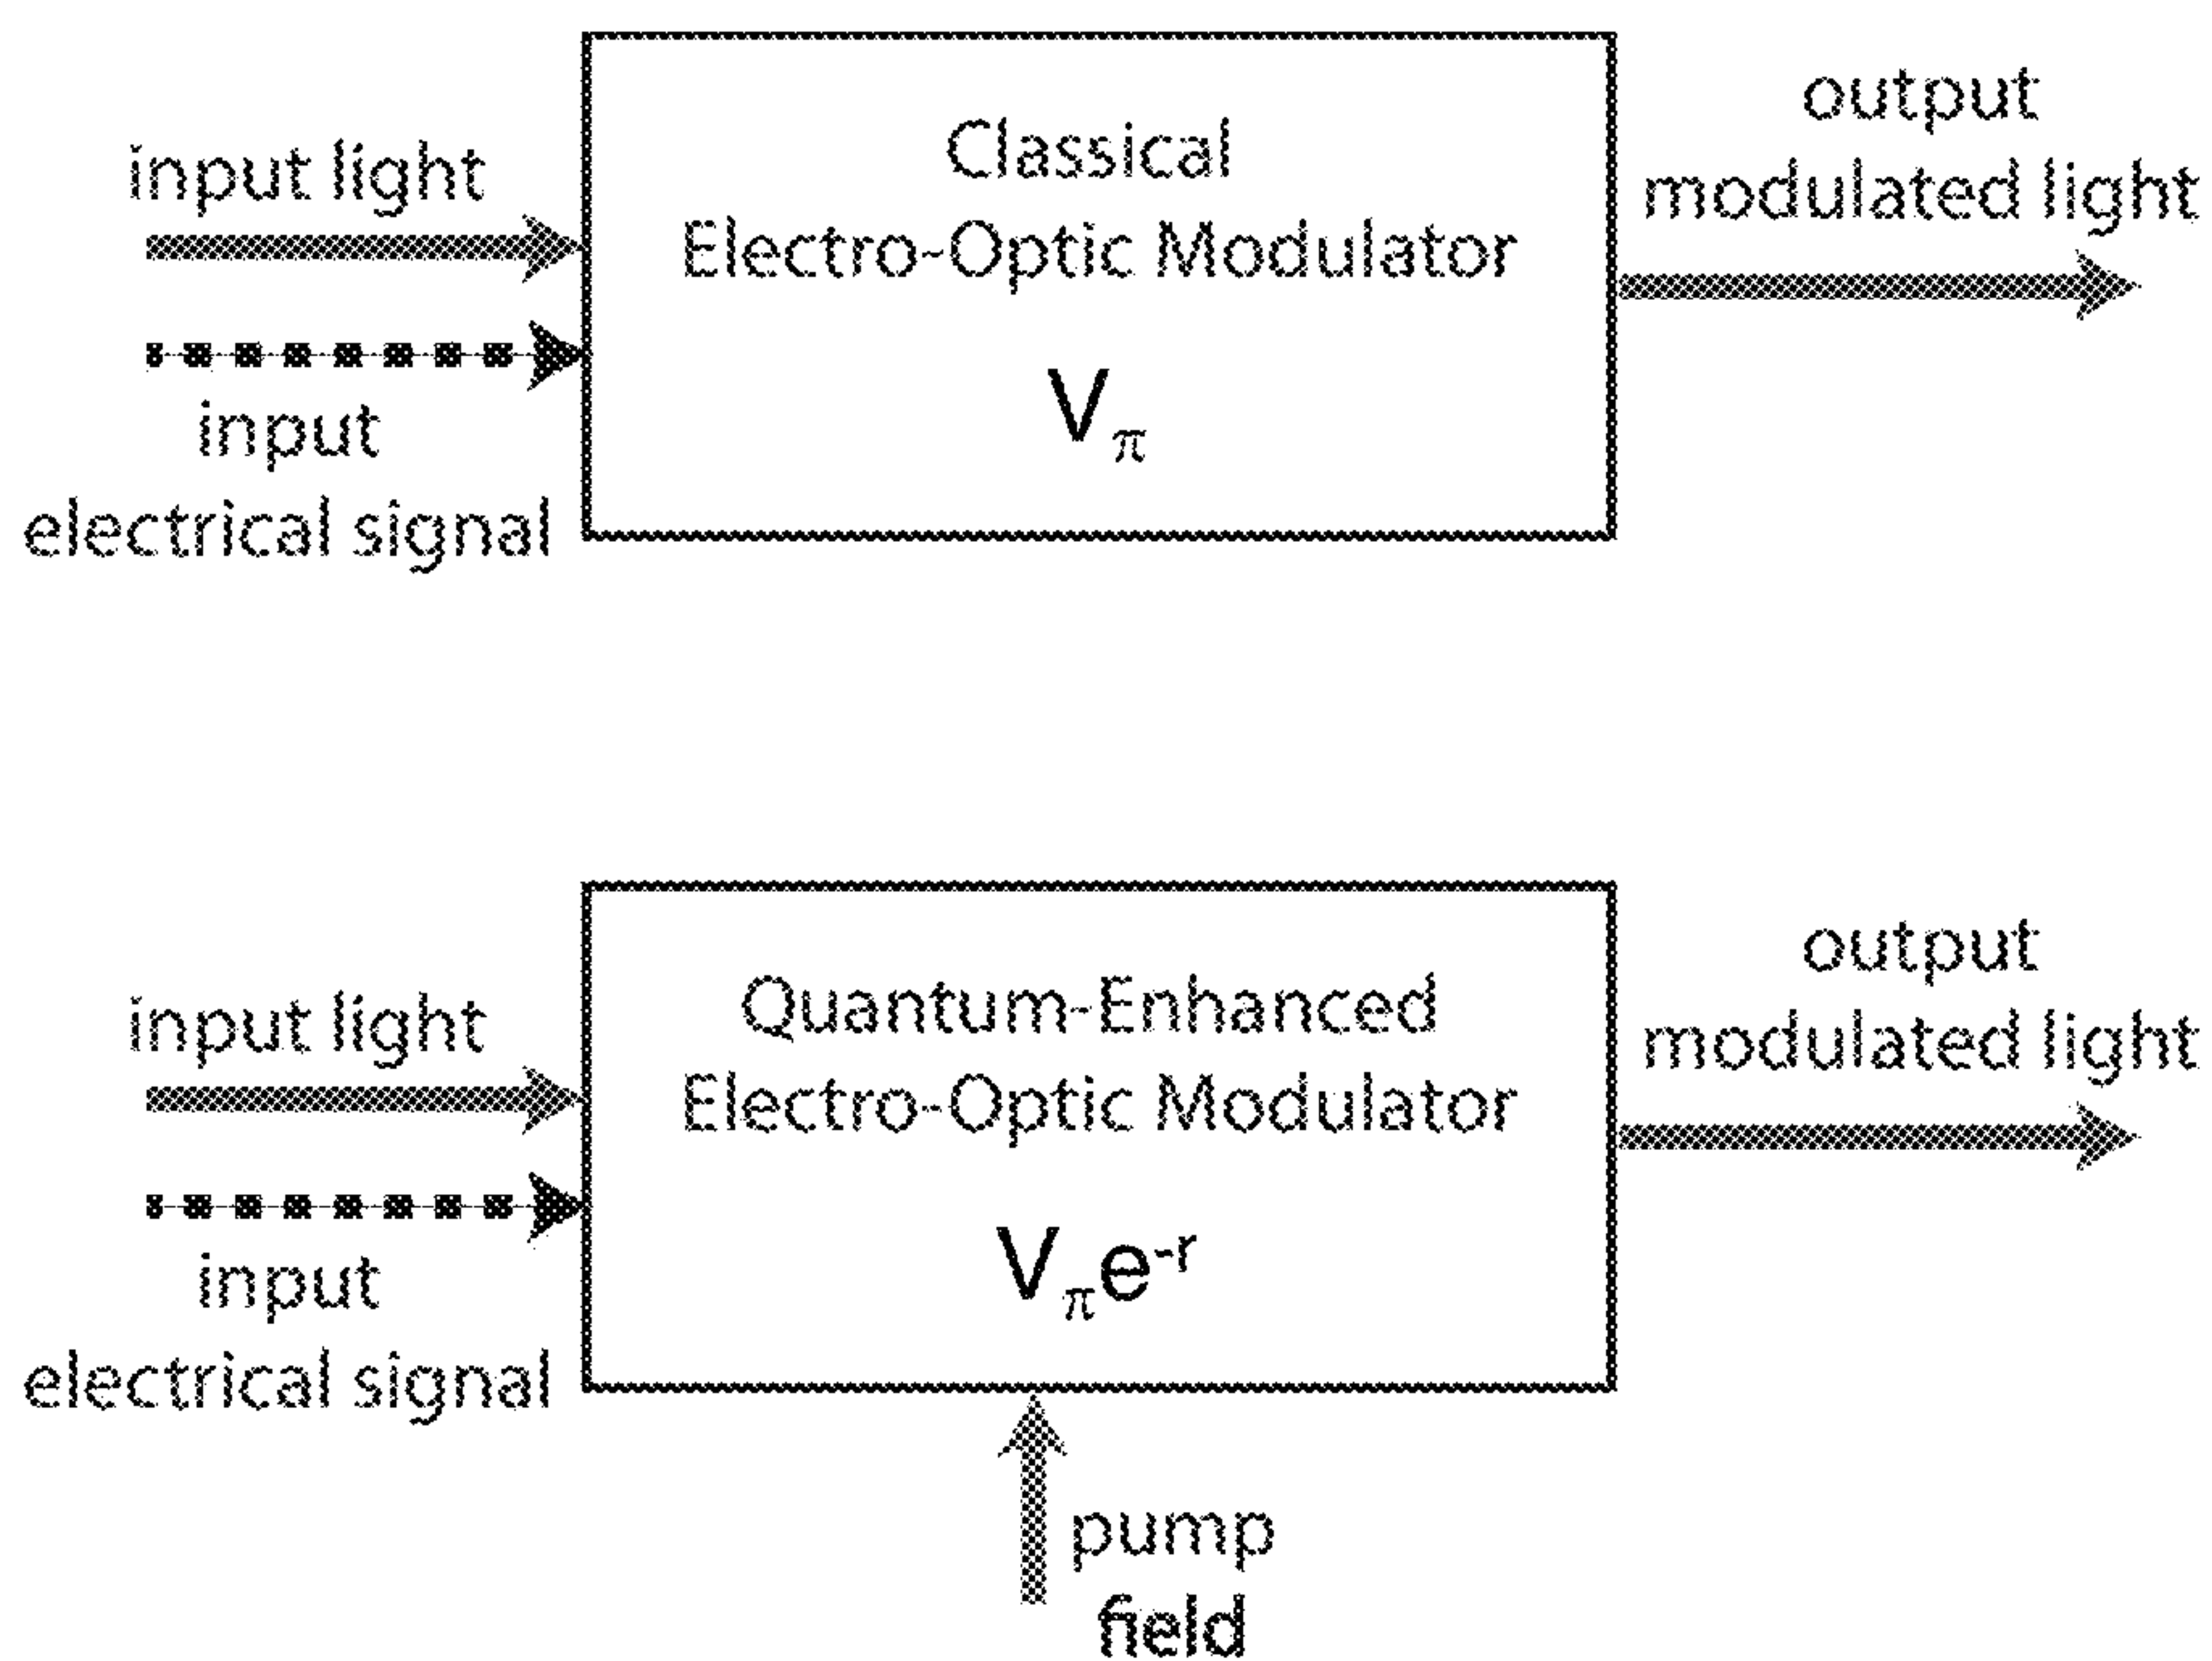 input light
input
electrical signal
Classical
Electro-Optic Modulator
Vπ
output
modulated light
input light
input
electrical signal
Quantum-Enhanced
Electro-Optic Modulator
Vπe-r
output
modulated light
pump
field